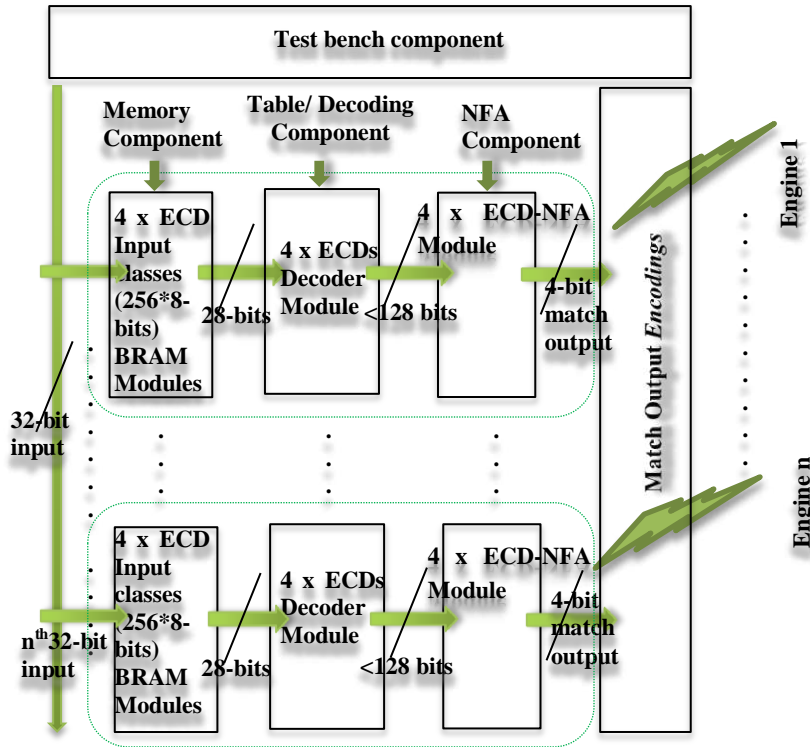 Test bench component
Memory
Component
Table/ Decoding
Component
NFA
Component
4 x ECD
Input
classes
(256*8-
bits)
BRAM
Modules
28-bits
4 x ECDs
Decoder
Module
<128 bits
4 x ECD-NFA
Module
4-bit
match
output
Match Output Encodings
Engine 1
32-bit
input
4 x ECD
Input
classes
(256*8-
bits)
BRAM
Modules
28-bits
4 x ECDs
Decoder
Module
<128 bits
4 x ECD-NFA
Module
4-bit
match
output
Engine n
nth 32-bit
input